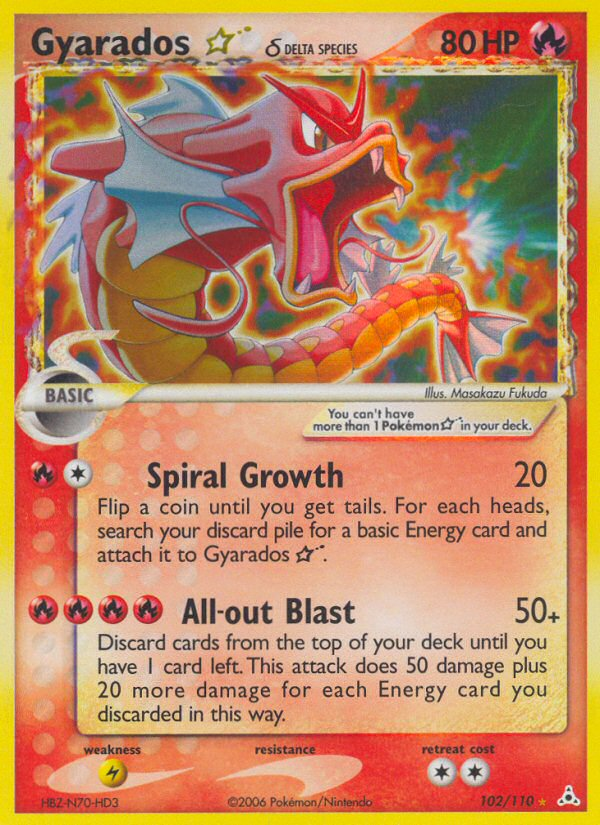 Gyarados ☆ δ DELTA SPECIES 80 HP
BASIC
Illus. Masakazu Fukuda
You can't have
more than 1 Pokémon ☆ in your deck.
Spiral Growth 20
Flip a coin until you get tails. For each heads,
search your discard pile for a basic Energy card and
attach it to Gyarados ☆.
All-out Blast 50+
Discard cards from the top of your deck until you
have 1 card left. This attack does 50 damage plus
20 more damage for each Energy card you
discarded in this way.
weakness resistance retreat cost
HBZ-N70-HD3 ©2006 Pokémon/Nintendo 102/110 ★